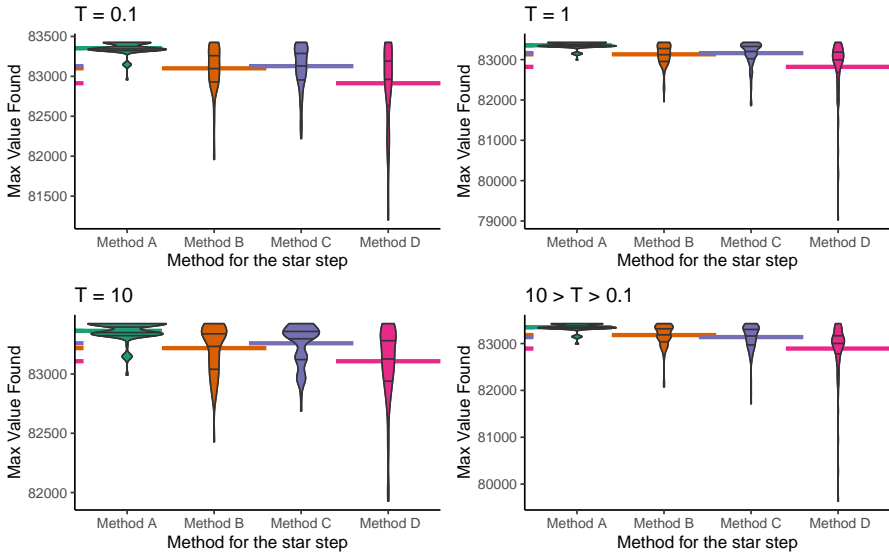 T = 0.1
Max Value Found
83500
83000
82500
82000
81500
Method A Method B Method C Method D
Method for the star step
T = 1
Max Value Found
83000
82000
81000
80000
79000
Method A Method B Method C Method D
Method for the star step
T = 10
Max Value Found
83000
82500
82000
Method A Method B Method C Method D
Method for the star step
10 > T > 0.1
Max Value Found
83000
82000
81000
80000
Method A Method B Method C Method D
Method for the star step